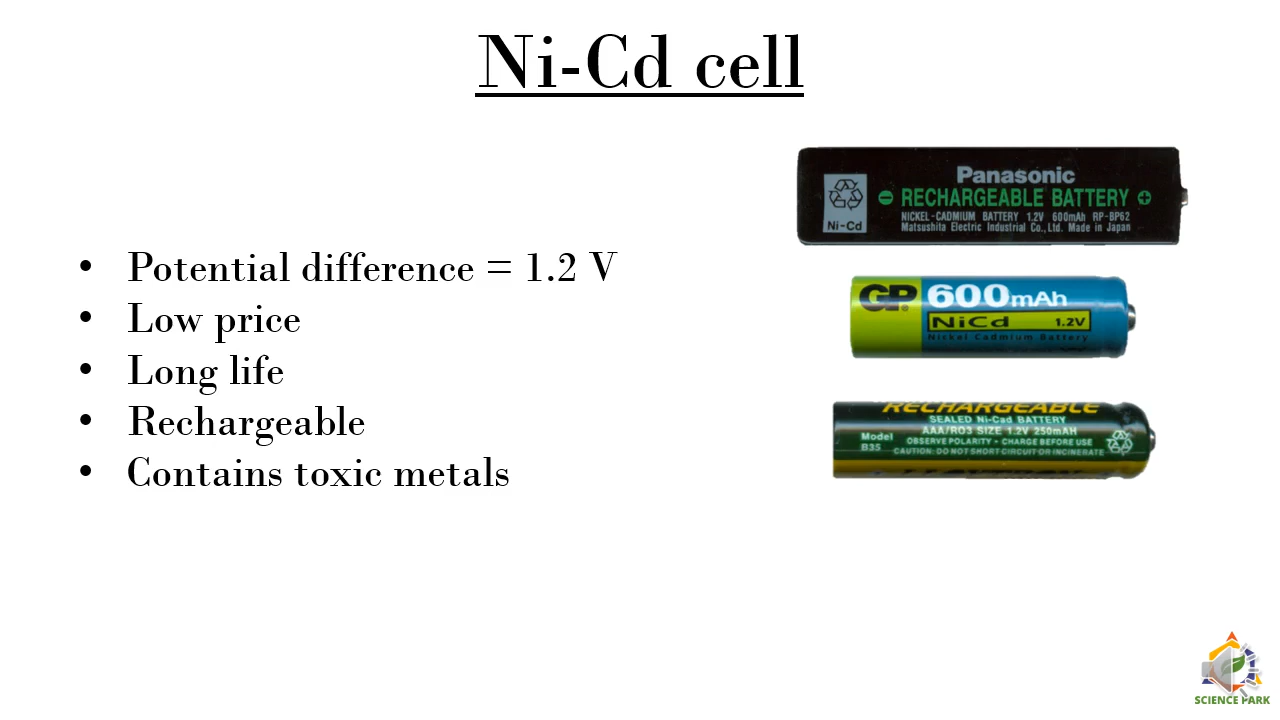 Ni-Cd cell
• Potential difference = 1.2 V
• Low price
• Long life
• Rechargeable
• Contains toxic metals
Panasonic
RECHARGEABLE BATTERY
NICKEL-CADMIUM BATTERY 1.2V 600mAh RP-BP62
Matsushita Electric Industrial Co., Ltd. Made in Japan
Ni-Cd
GP
600mAh
NiCd 1.2V
Nickel Cadmium Battery
RECHARGEABLE
SEALED Ni-Cad BATTERY
AAA/R03 SIZE 1.2V 250mAH
Model
B35
OBSERVE POLARITY - CHARGE BEFORE USE
CAUTION: DO NOT SHORT CIRCUIT OR INCINERATE
SCIENCE PARK